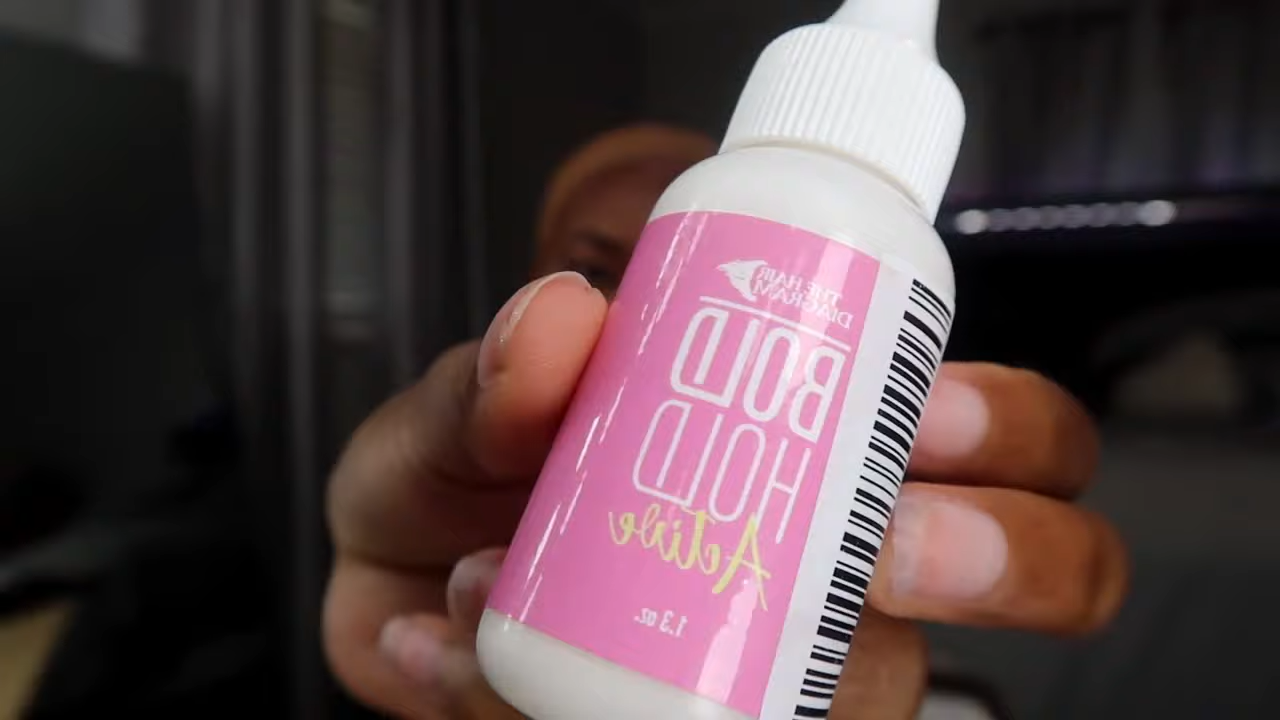 THE HAIR
DIAGRAM
BOLD
HOLD
Active
1.3 oz.